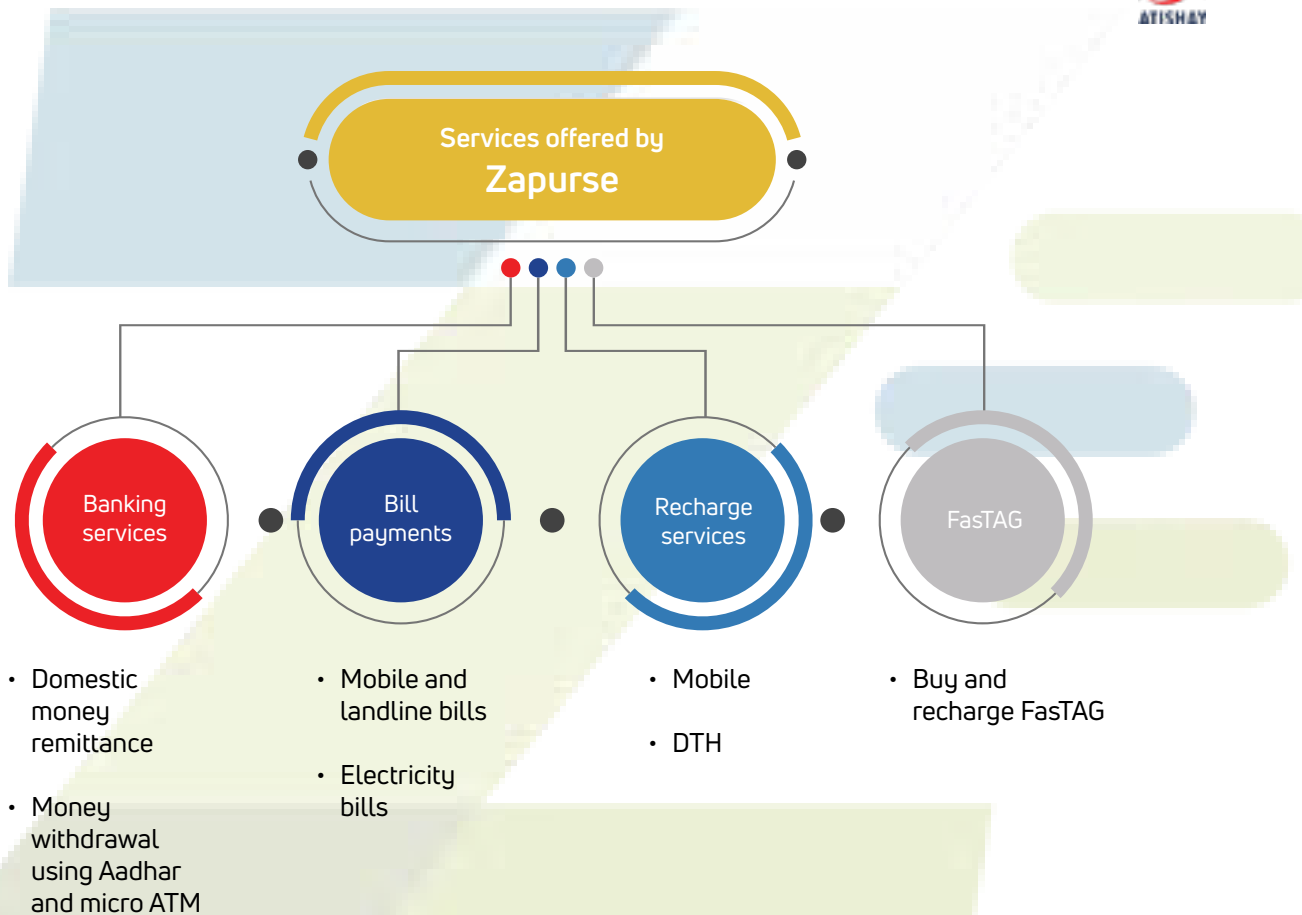 ATISHAY
Services offered by
Zapurse
Banking
services
Bill
payments
Recharge
services
FasTAG
• Domestic
money
remittance
• Money
withdrawal
using Aadhar
and micro ATM
• Mobile and
landline bills
• Electricity
bills
• Mobile
• DTH
• Buy and
recharge FasTAG